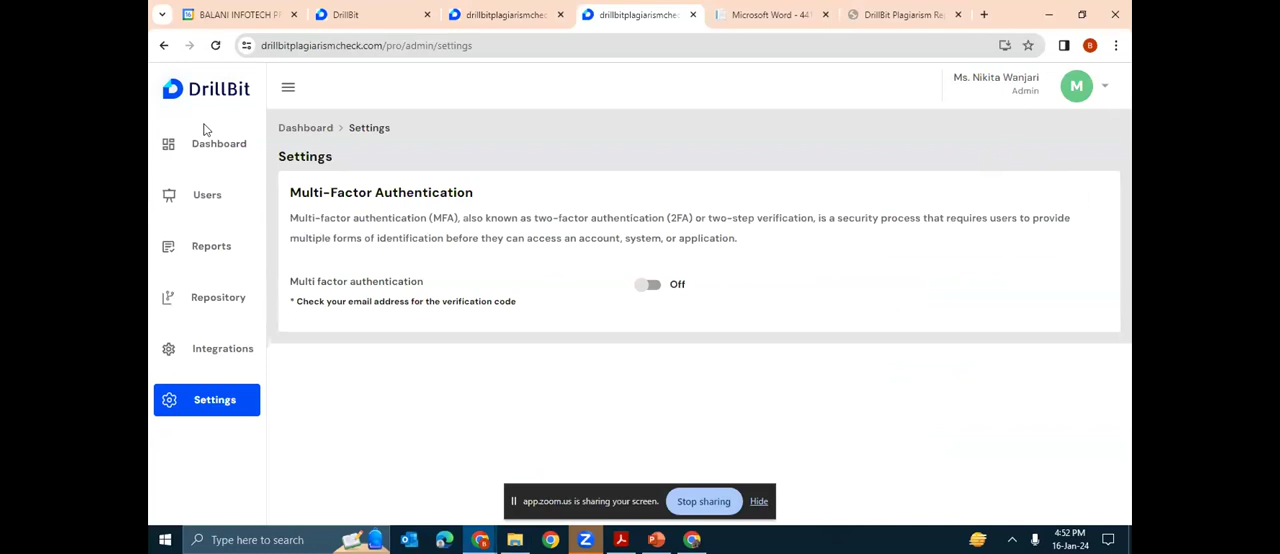 BALANI INFOTECH P
DrillBit
drillbitplagiarismchec
drillbitplagiarismchec
Microsoft Word - 44
DrillBit Plagiarism Re
drillbitplagiarismcheck.com/pro/admin/settings
B
DrillBit
Ms. Nikita Wanjari
Admin
M
Dashboard > Settings
Dashboard
Settings
Users
Multi-Factor Authentication
Multi-factor authentication (MFA), also known as two-factor authentication (2FA) or two-step verification, is a security process that requires users to provide
multiple forms of identification before they can access an account, system, or application.
Reports
Multi factor authentication
Off
* Check your email address for the verification code
Repository
Integrations
Settings
app.zoom.us is sharing your screen.
Stop sharing
Hide
Type here to search
4:52 PM
16-Jan-24